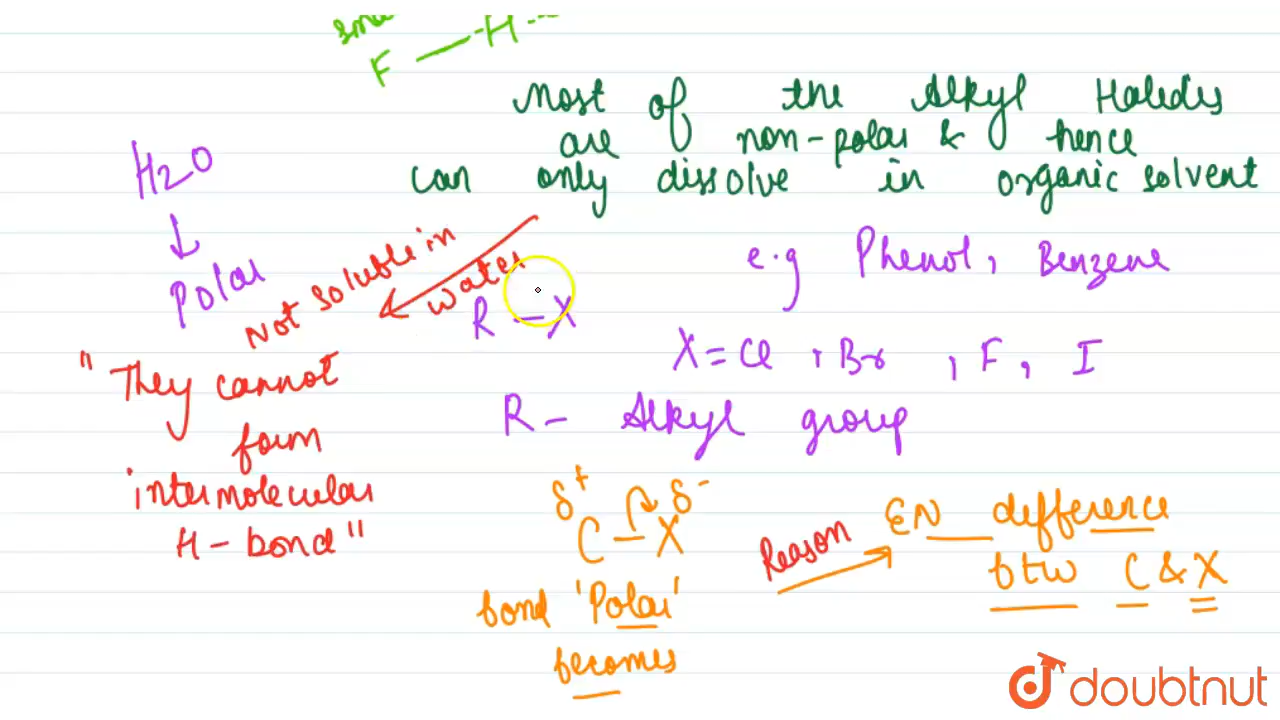 F — H
Most of the Alkyl Halides
are non-polar & hence
can only dissolve in organic solvent
H2O
↓
Polar
Not soluble in
water
e.g Phenol, Benzene
R - X
X = Cl , Br , F, I
R - Alkyl group
"They cannot
form
intermolecular
H - bond"
δ+ δ-
C - X
bond 'Polar'
becomes
Reason
EN difference
btw C & X
doubtnut